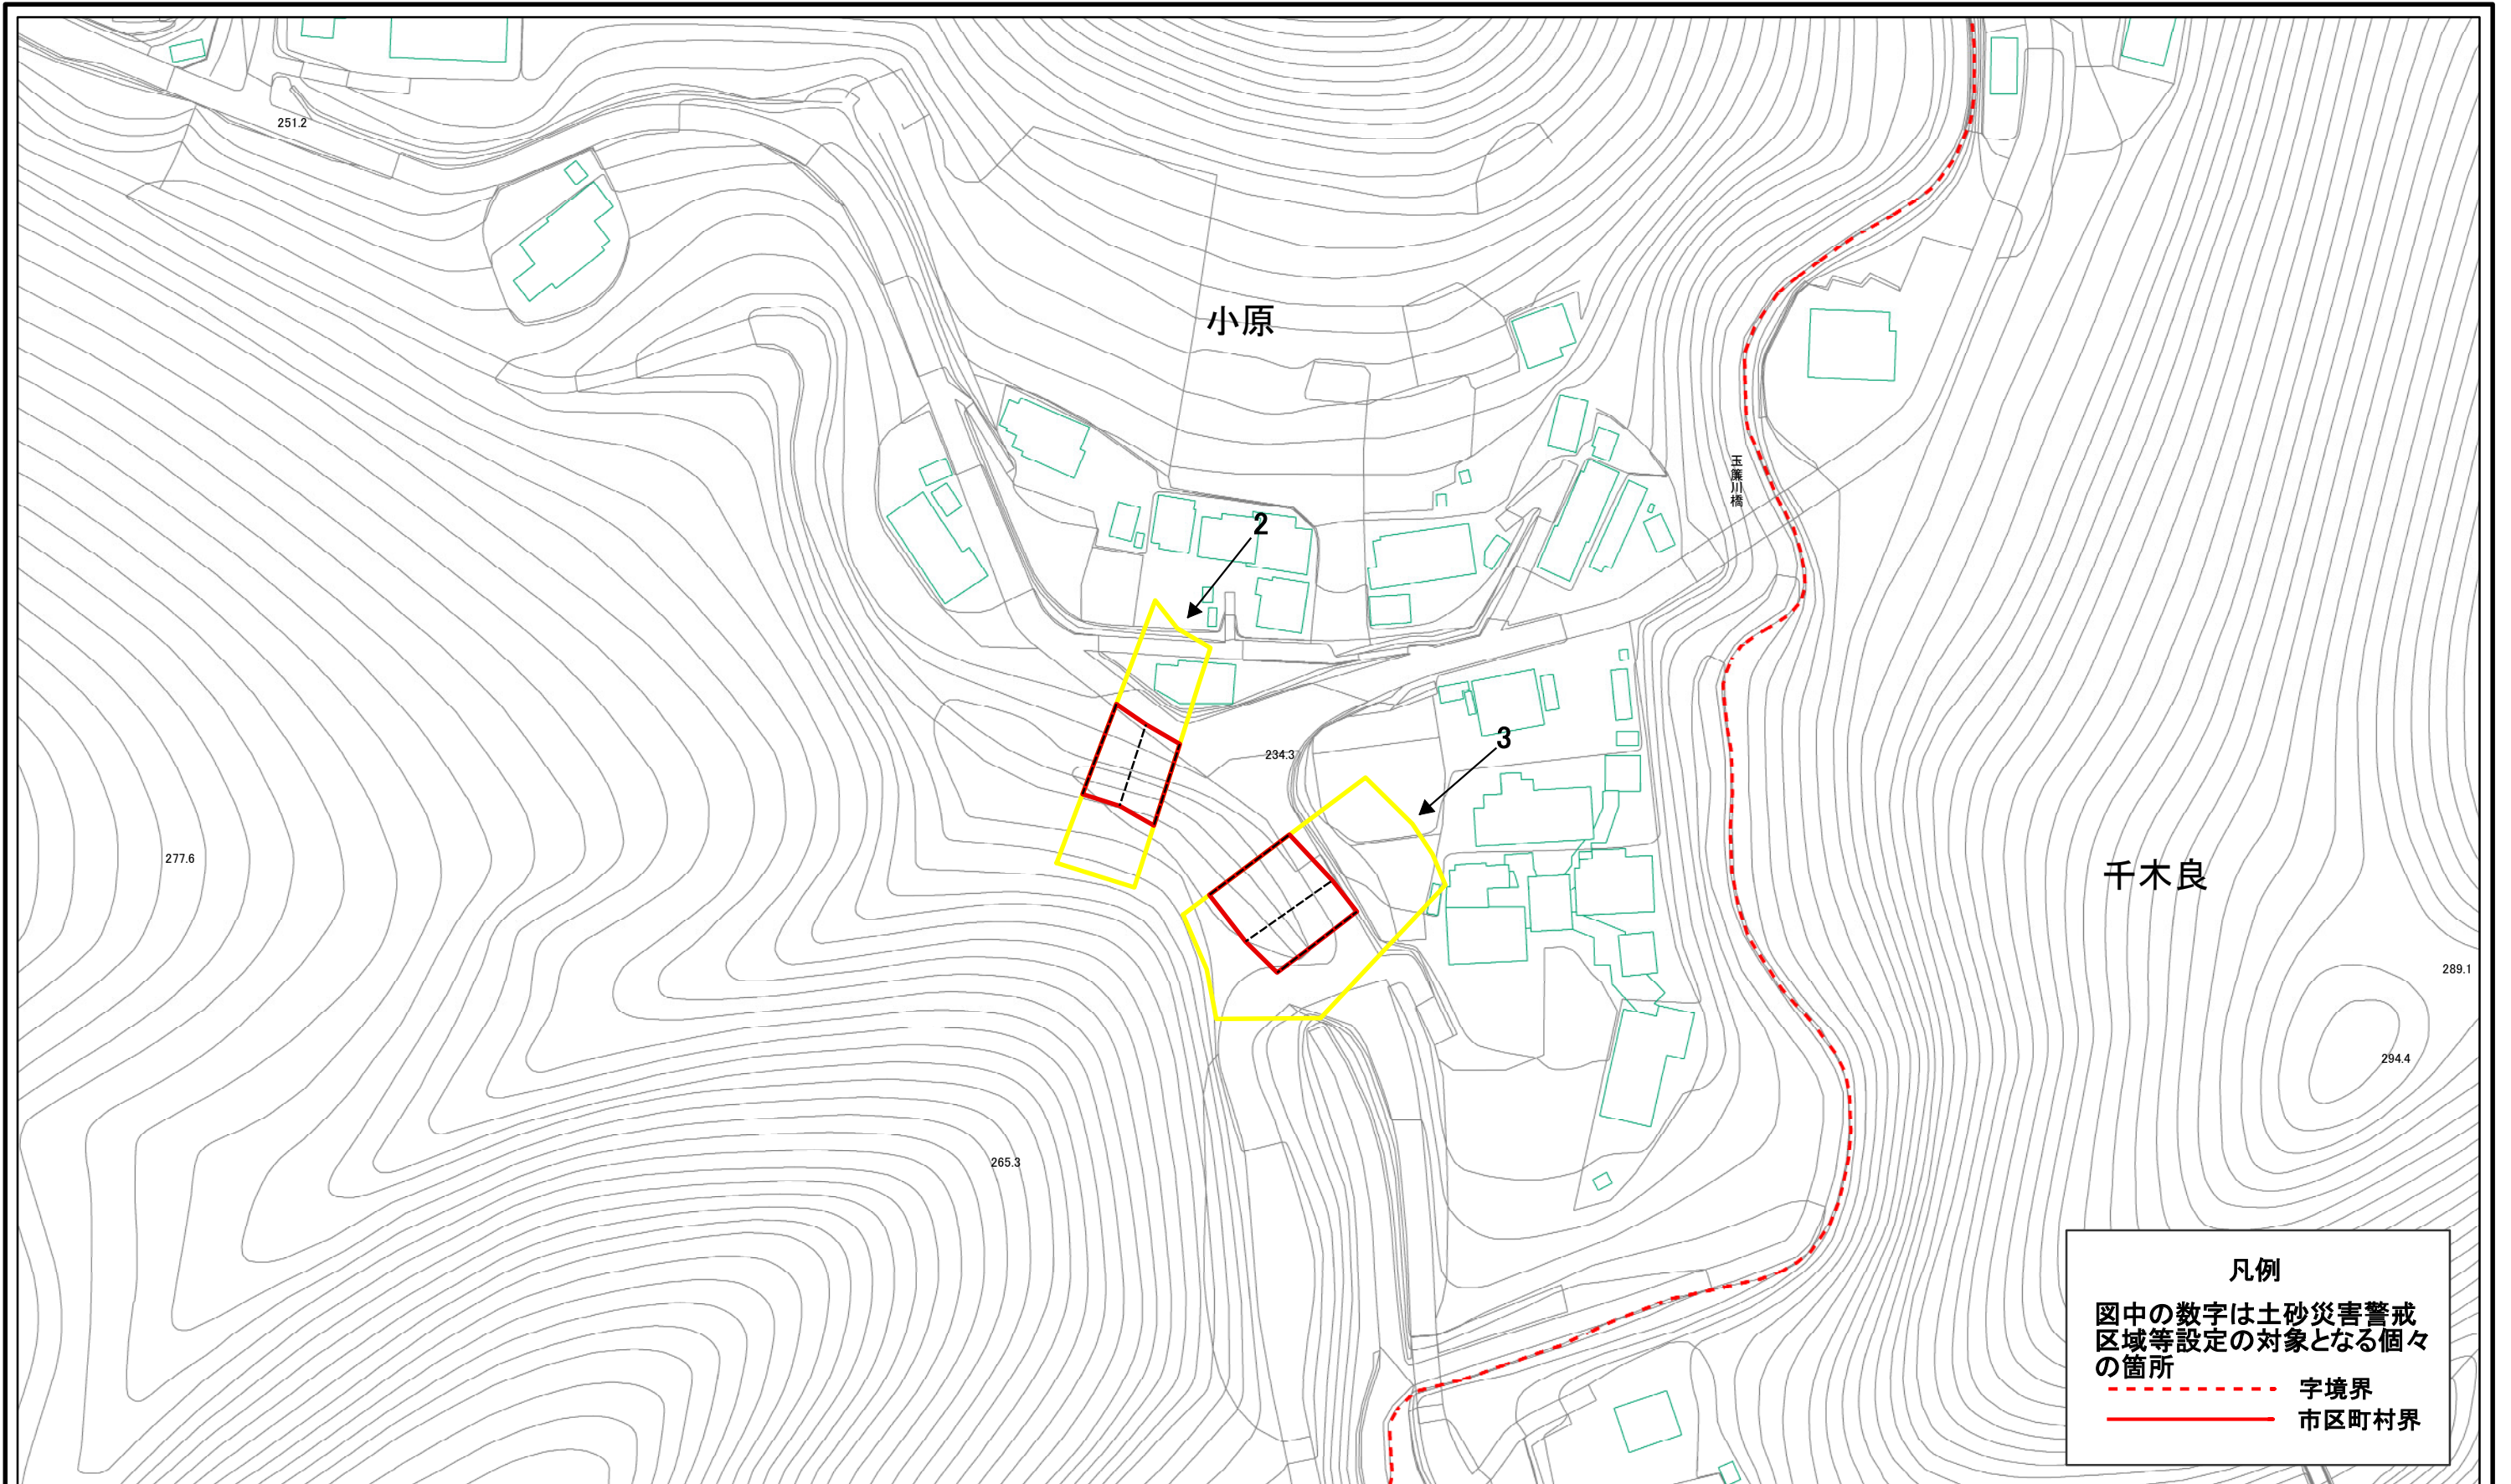 251.2
小原
玉簾川橋
2
3
234.3
277.6
千木良
289.1
294.4
265.3
凡例
図中の数字は土砂災害警戒
区域等設定の対象となる個々
の箇所
字境界
市区町村界